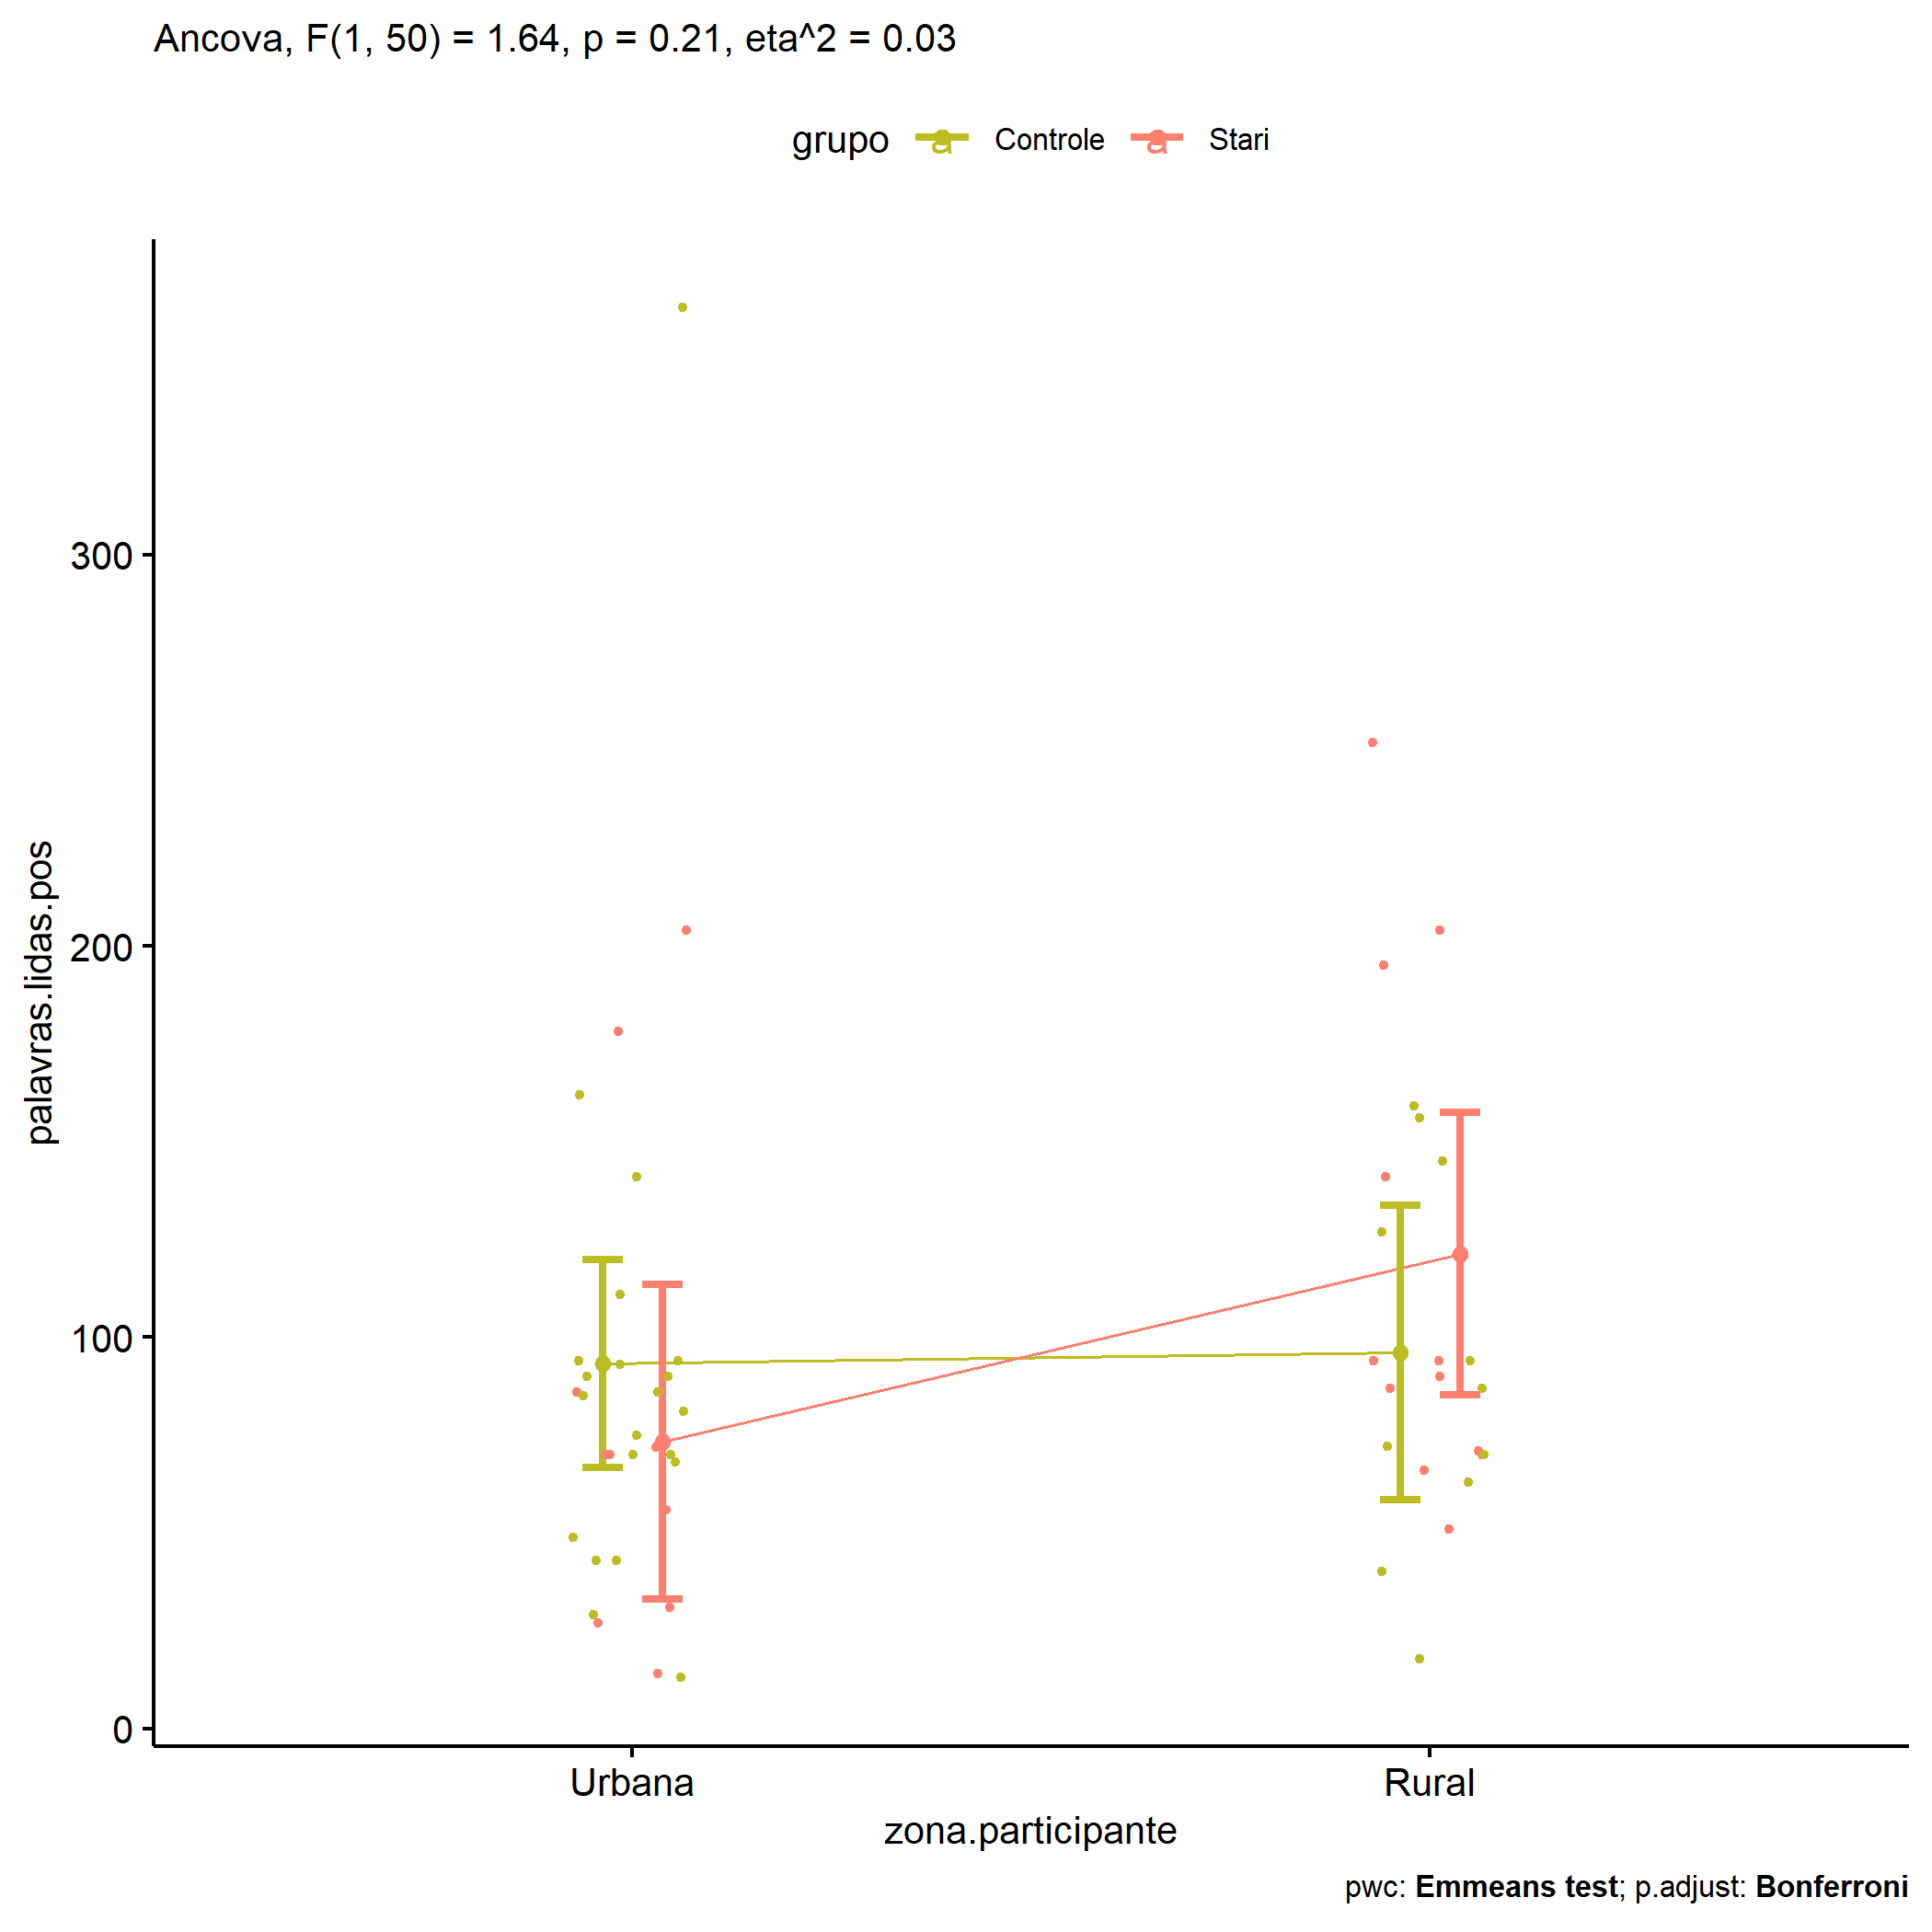 Ancova, F(1, 50) = 1.64, p = 0.21, eta^2 = 0.03
grupo a Controle a Stari
palavras.lidas.pos
300
200
100
0
Urbana Rural
zona.participante
pwc: Emmeans test; p.adjust: Bonferroni